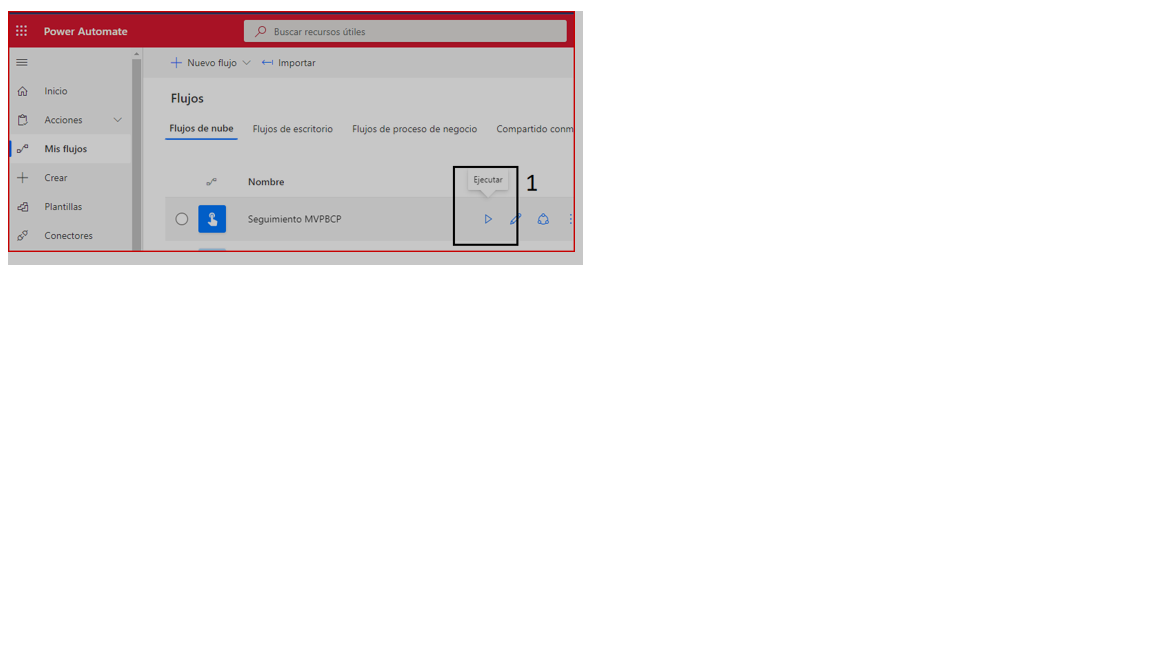 Power Automate
Buscar recursos útiles
Nuevo flujo
Importar
Inicio
Acciones
Mis flujos
Crear
Plantillas
Conectores
Flujos
Flujos de nube
Flujos de escritorio
Flujos de proceso de negocio
Compartido conm
Nombre
Ejecutar
1
Seguimiento MVPBCP